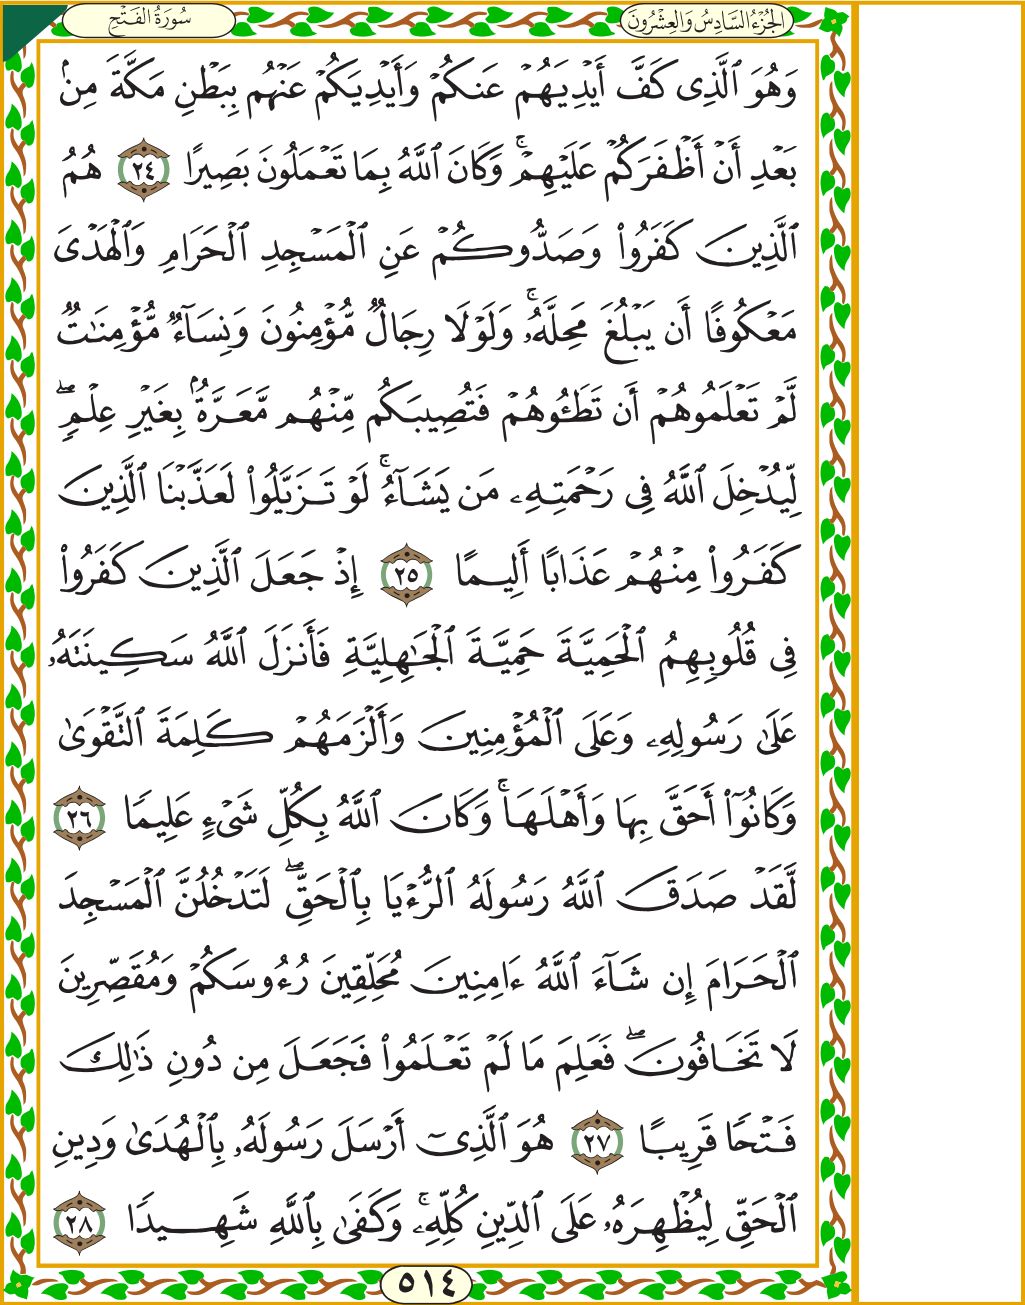 الجُزْءُ السَّادِسُ وَالعِشْرُونَ
سُورَةُ الفَتْحِ
وَهُوَ ٱلَّذِى كَفَّ أَيْدِيَهُمْ عَنكُمْ وَأَيْدِيَكُمْ عَنْهُم بِبَطْنِ مَكَّةَ مِنۢ
بَعْدِ أَنْ أَظْفَرَكُمْ عَلَيْهِمْ ۚ وَكَانَ ٱللَّهُ بِمَا تَعْمَلُونَ بَصِيرًا ٢٤ هُمُ
ٱلَّذِينَ كَفَرُوا۟ وَصَدُّوكُمْ عَنِ ٱلْمَسْجِدِ ٱلْحَرَامِ وَٱلْهَدْىَ
مَعْكُوفًا أَن يَبْلُغَ مَحِلَّهُۥ ۚ وَلَوْلَا رِجَالٌ مُّؤْمِنُونَ وَنِسَآءٌ مُّؤْمِنَـٰتٌ
لَّمْ تَعْلَمُوهُمْ أَن تَطَـُٔوهُمْ فَتُصِيبَكُم مِّنْهُم مَّعَرَّةٌۢ بِغَيْرِ عِلْمٍ ۖ
لِّيُدْخِلَ ٱللَّهُ فِى رَحْمَتِهِۦ مَن يَشَآءُ ۚ لَوْ تَزَيَّلُوا۟ لَعَذَّبْنَا ٱلَّذِينَ
كَفَرُوا۟ مِنْهُمْ عَذَابًا أَلِيمًا ٢٥ إِذْ جَعَلَ ٱلَّذِينَ كَفَرُوا۟
فِى قُلُوبِهِمُ ٱلْحَمِيَّةَ حَمِيَّةَ ٱلْجَـٰهِلِيَّةِ فَأَنزَلَ ٱللَّهُ سَكِينَتَهُۥ
عَلَىٰ رَسُولِهِۦ وَعَلَى ٱلْمُؤْمِنِينَ وَأَلْزَمَهُمْ كَلِمَةَ ٱلتَّقْوَىٰ
وَكَانُوٓا۟ أَحَقَّ بِهَا وَأَهْلَهَا ۚ وَكَانَ ٱللَّهُ بِكُلِّ شَىْءٍ عَلِيمًا ٢٦
لَّقَدْ صَدَقَ ٱللَّهُ رَسُولَهُ ٱلرُّءْيَا بِٱلْحَقِّ ۖ لَتَدْخُلُنَّ ٱلْمَسْجِدَ
ٱلْحَرَامَ إِن شَآءَ ٱللَّهُ ءَامِنِينَ مُحَلِّقِينَ رُءُوسَكُمْ وَمُقَصِّرِينَ
لَا تَخَافُونَ ۖ فَعَلِمَ مَا لَمْ تَعْلَمُوا۟ فَجَعَلَ مِن دُونِ ذَٰلِكَ
فَتْحًا قَرِيبًا ٢٧ هُوَ ٱلَّذِىٓ أَرْسَلَ رَسُولَهُۥ بِٱلْهُدَىٰ وَدِينِ
ٱلْحَقِّ لِيُظْهِرَهُۥ عَلَى ٱلدِّينِ كُلِّهِۦ ۚ وَكَفَىٰ بِٱللَّهِ شَهِيدًا ٢٨
٥١٤